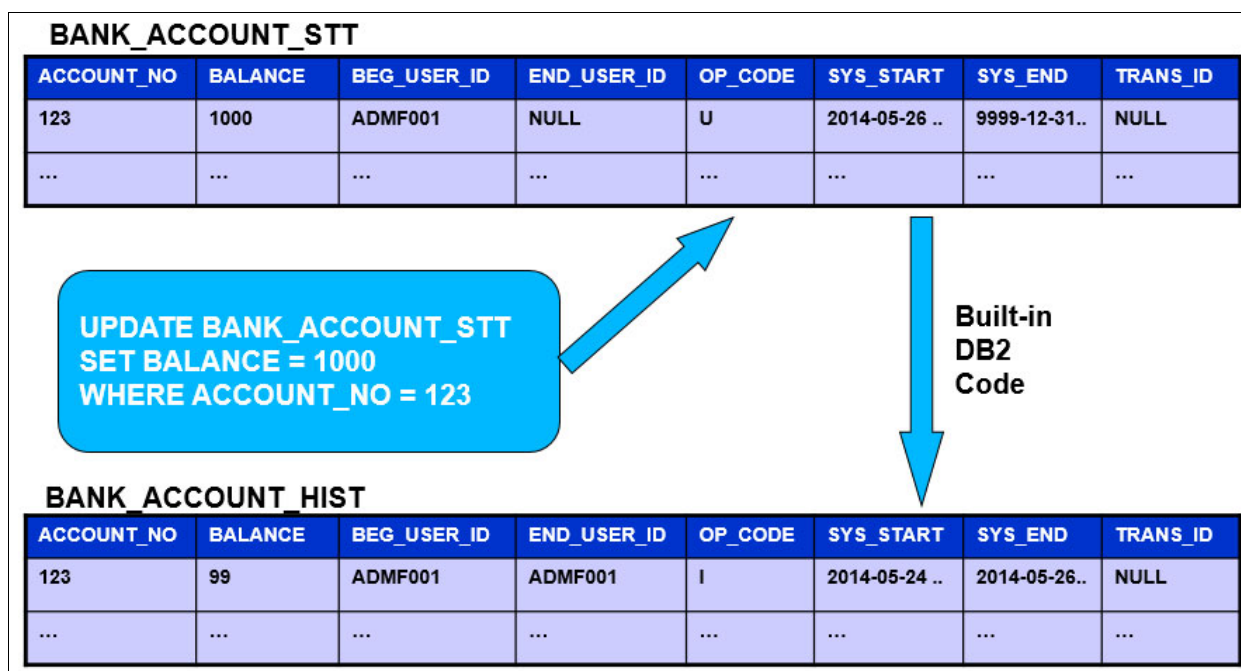 BANK_ACCOUNT_STT
ACCOUNT_NO BALANCE BEG_USER_ID END_USER_ID OP_CODE SYS_START SYS_END TRANS_ID
123 1000 ADMF001 NULL U 2014-05-26 .. 9999-12-31.. NULL
... ... ... ... ... ... ... ...
UPDATE BANK_ACCOUNT_STT
SET BALANCE = 1000
WHERE ACCOUNT_NO = 123
Built-in
DB2
Code
BANK_ACCOUNT_HIST
ACCOUNT_NO BALANCE BEG_USER_ID END_USER_ID OP_CODE SYS_START SYS_END TRANS_ID
123 99 ADMF001 ADMF001 I 2014-05-24 .. 2014-05-26.. NULL
... ... ... ... ... ... ... ...